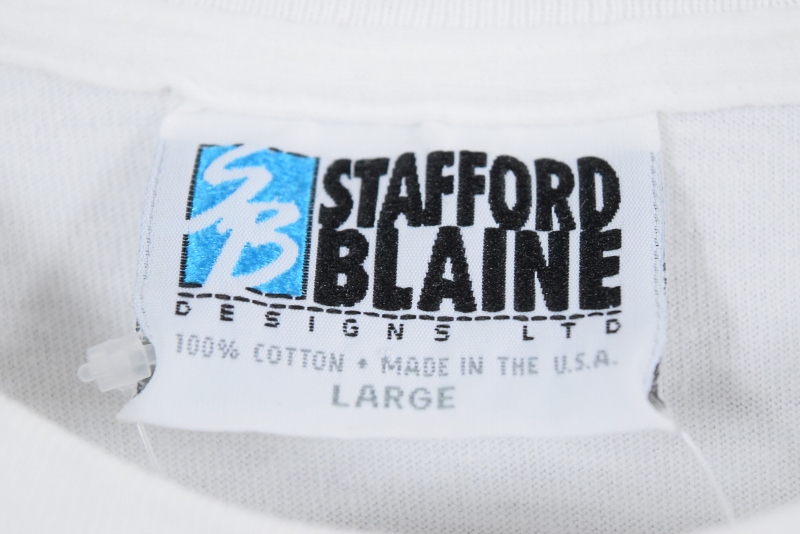 SB
STAFFORD
BLAINE
DESIGNS LTD
100% COTTON • MADE IN THE U.S.A.
LARGE